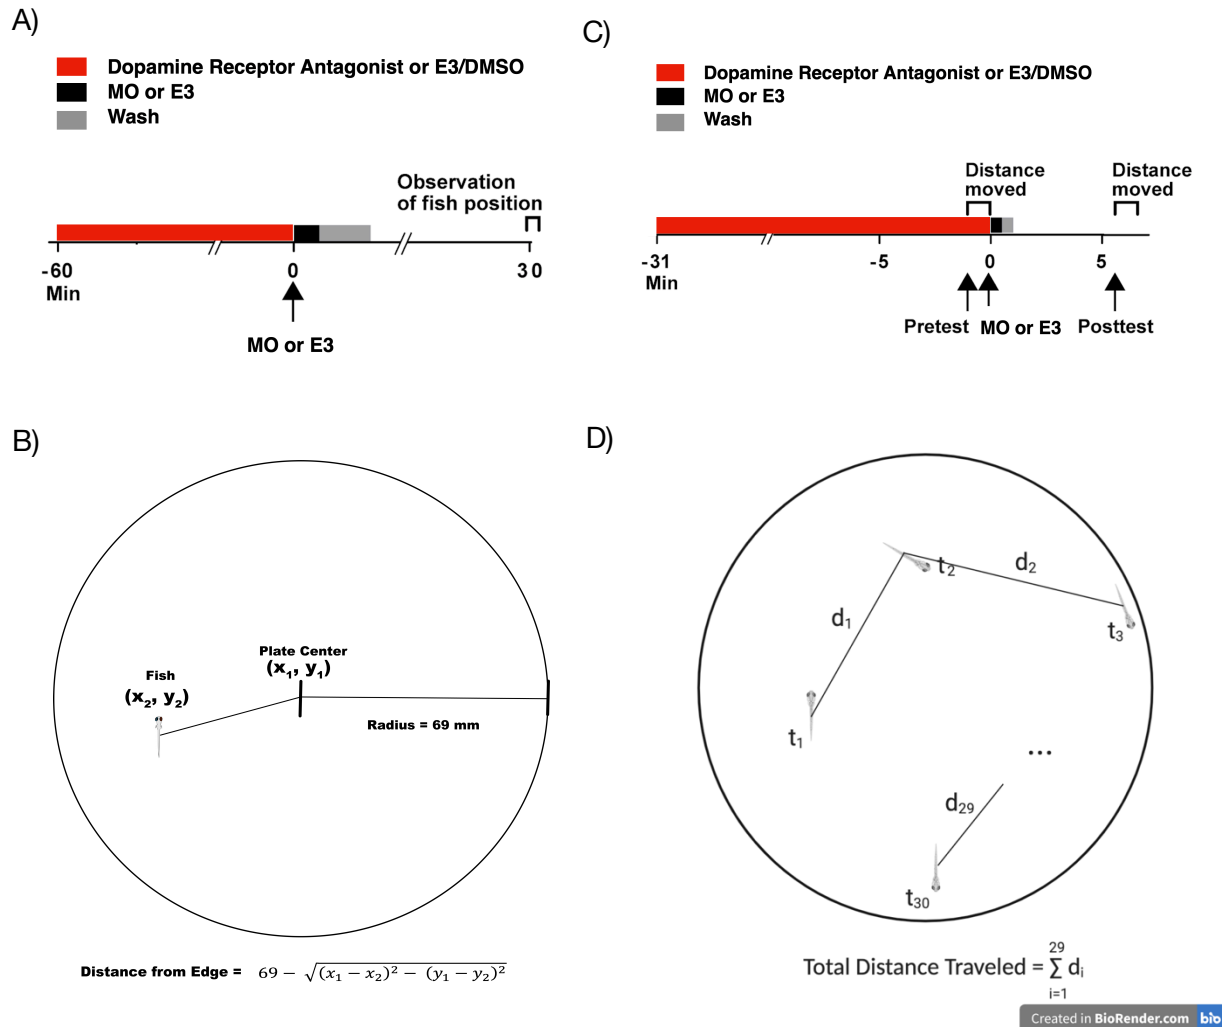 A)
Dopamine Receptor Antagonist or E3/DMSO
MO or E3
Wash
Observation
of fish position
-60
0
30
Min
MO or E3
C)
Dopamine Receptor Antagonist or E3/DMSO
MO or E3
Wash
Distance
moved
Distance
moved
-31
-5
0
5
Min
Pretest
MO or E3
Posttest
B)
Plate Center
(x₁, y₁)
Fish
(x₂, y₂)
Radius = 69 mm
Distance from Edge = 69 − √(x₁ − x₂)² − (y₁ − y₂)²
D)
t₂
d₂
d₁
t₃
t₁
...
d₂₉
t₃₀
29
Total Distance Traveled = Σ dᵢ
i=1
Created in BioRender.com bio